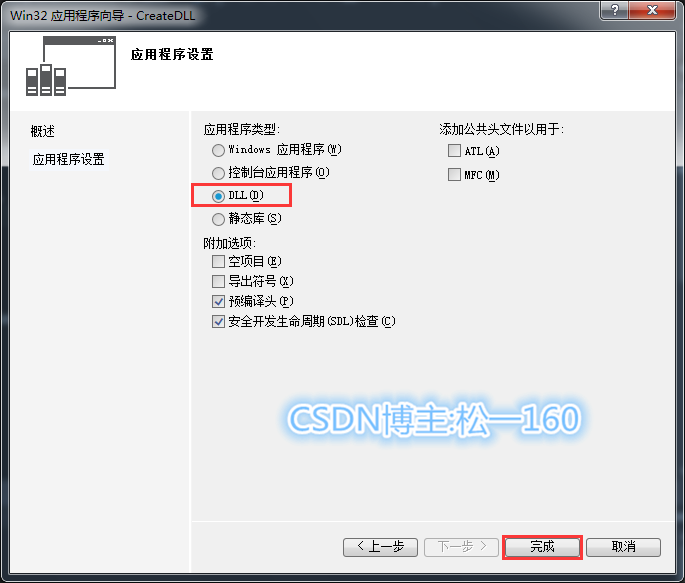 Win32 应用程序向导 - CreateDLL
应用程序设置
概述
应用程序设置
应用程序类型:
Windows 应用程序(W)
控制台应用程序(O)
DLL(D)
静态库(S)
附加选项:
空项目(E)
导出符号(X)
预编译头(P)
安全开发生命周期(SDL)检查(C)
添加公共头文件以用于:
ATL(A)
MFC(M)
CSDN博主:松一160
< 上一步
下一步 >
完成
取消